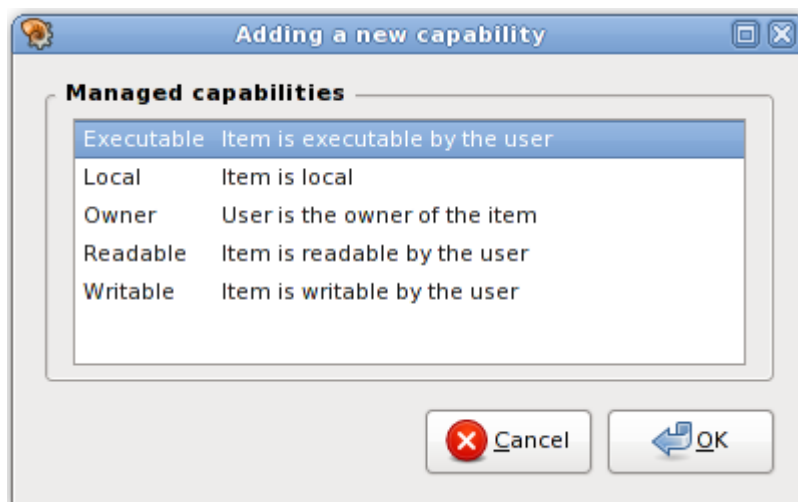 Adding a new capability
Managed capabilities
Executable Item is executable by the user
Local Item is local
Owner User is the owner of the item
Readable Item is readable by the user
Writable Item is writable by the user
Cancel OK